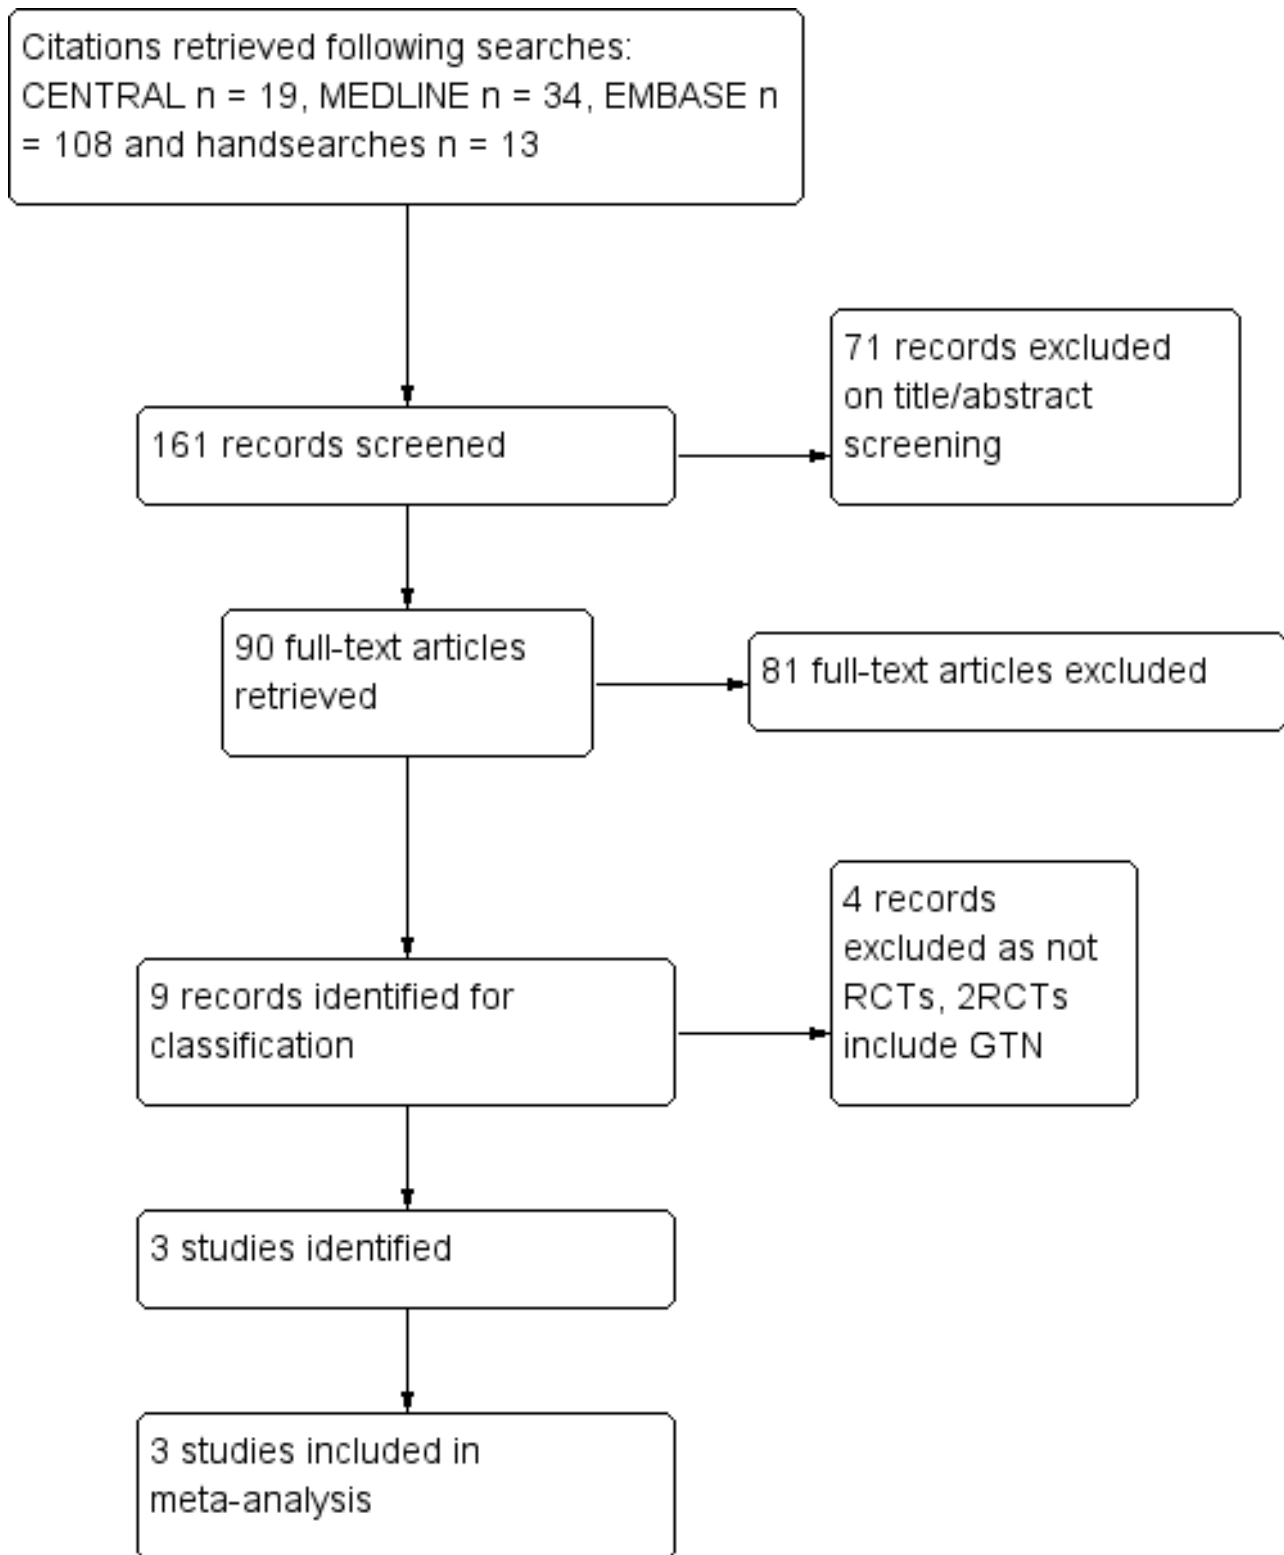 Citations retrieved following searches:
CENTRAL n = 19, MEDLINE n = 34, EMBASE n
= 108 and handsearches n = 13
71 records excluded
on title/abstract
screening
161 records screened
90 full-text articles
retrieved
81 full-text articles excluded
4 records
excluded as not
RCTs, 2RCTs
include GTN
9 records identified for
classification
3 studies identified
3 studies included in
meta-analysis